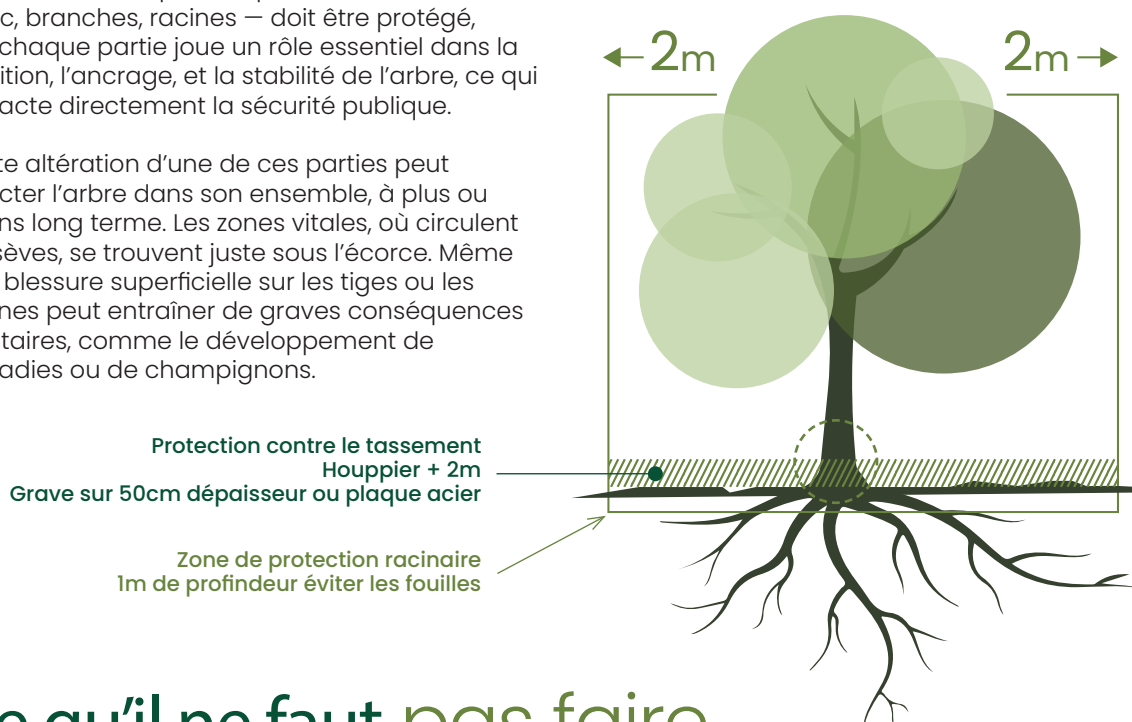 c, branches, racines — doit être protégé,
chaque partie joue un rôle essentiel dans la
ition, l’ancrage, et la stabilité de l’arbre, ce qui
acte directement la sécurité publique.
te altération d’une de ces parties peut
cter l’arbre dans son ensemble, à plus ou
ns long terme. Les zones vitales, où circulent
sèves, se trouvent juste sous l’écorce. Même
blessure superficielle sur les tiges ou les
nes peut entraîner de graves conséquences
taires, comme le développement de
adies ou de champignons.
2m
2m
Protection contre le tassement
Houppier + 2m
Grave sur 50cm dépaisseur ou plaque acier
Zone de protection racinaire
1m de profindeur éviter les fouilles
e qu’il ne faut pas faire